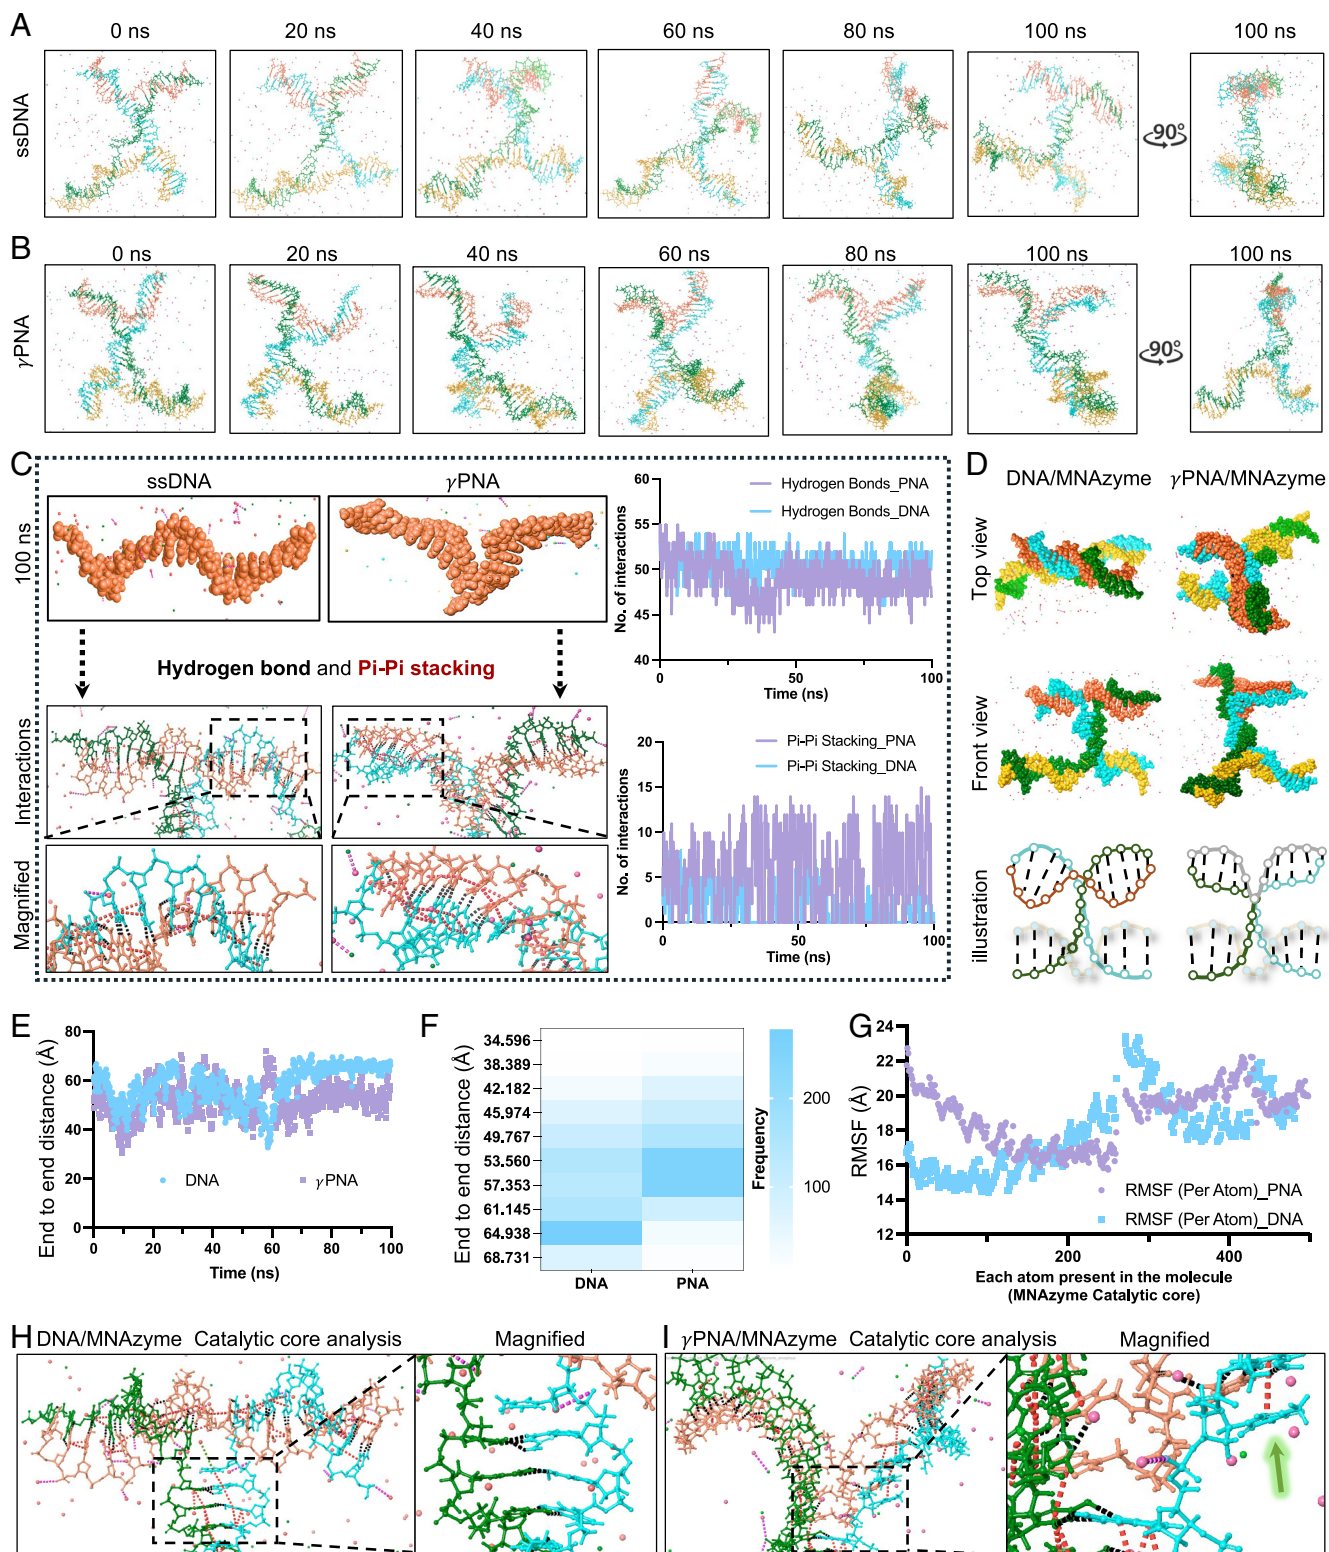 A
0 ns 20 ns 40 ns 60 ns 80 ns 100 ns 100 ns
ssDNA
90°
B
0 ns 20 ns 40 ns 60 ns 80 ns 100 ns 100 ns
γPNA
90°
C
ssDNA γPNA
100 ns
Hydrogen bond and Pi-Pi stacking
Interactions
Magnified
60
55
50
45
40
No. of interactions
Hydrogen Bonds_PNA
Hydrogen Bonds_DNA
0 50 100
Time (ns)
20
15
10
5
0
No. of interactions
Pi-Pi Stacking_PNA
Pi-Pi Stacking_DNA
0 50 100
Time (ns)
D
DNA/MNAzyme γPNA/MNAzyme
Top view
Front view
illustration
E
80
60
40
20
0
End to end distance (Å)
DNA γPNA
0 20 40 60 80 100
Time (ns)
F
End to end distance (Å)
34.596
38.389
42.182
45.974
49.767
53.560
57.353
61.145
64.938
68.731
DNA PNA
Frequency
200
100
G
24
22
20
18
16
14
12
RMSF (Å)
RMSF (Per Atom)_PNA
RMSF (Per Atom)_DNA
0 200 400
Each atom present in the molecule
(MNAzyme Catalytic core)
H
DNA/MNAzyme Catalytic core analysis Magnified
I
γPNA/MNAzyme Catalytic core analysis Magnified